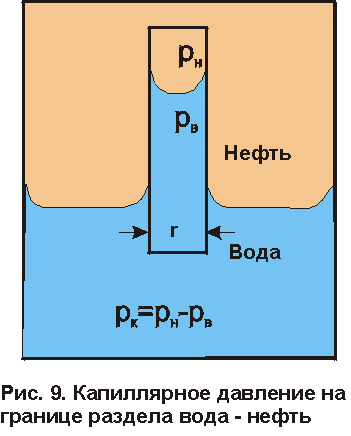 pн
pв
Нефть
r
Вода
pк=pн-pв
Рис. 9. Капиллярное давление на
границе раздела вода - нефть